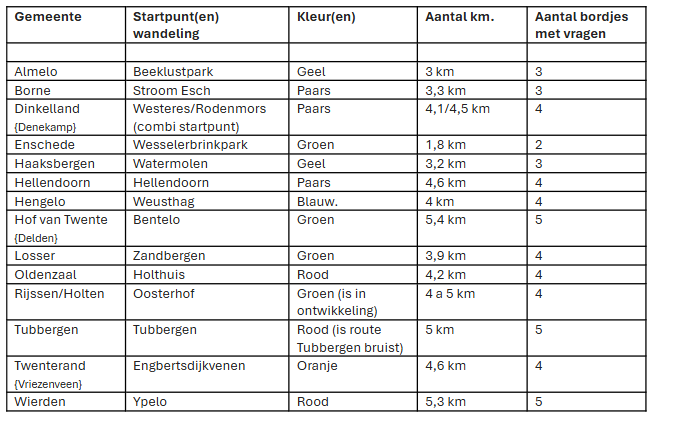 Gemeente Startpunt(en) wandeling Kleur(en) Aantal km. Aantal bordjes met vragen
Almelo Beeklustpark Geel 3 km 3
Borne Stroom Esch Paars 3,3 km 3
Dinkelland {Denekamp} Westeres/Rodenmors (combi startpunt) Paars 4,1/4,5 km 4
Enschede Wesselerbrinkpark Groen 1,8 km 2
Haaksbergen Watermolen Geel 3,2 km 3
Hellendoorn Hellendoorn Paars 4,6 km 4
Hengelo Weusthag Blauw. 4 km 4
Hof van Twente {Delden} Bentelo Groen 5,4 km 5
Losser Zandbergen Groen 3,9 km 4
Oldenzaal Holthuis Rood 4,2 km 4
Rijssen/Holten Oosterhof Groen (is in ontwikkeling) 4 a 5 km 4
Tubbergen Tubbergen Rood (is route Tubbergen bruist) 5 km 5
Twenterand {Vriezenveen} Engbertsdijkvenen Oranje 4,6 km 4
Wierden Ypelo Rood 5,3 km 5